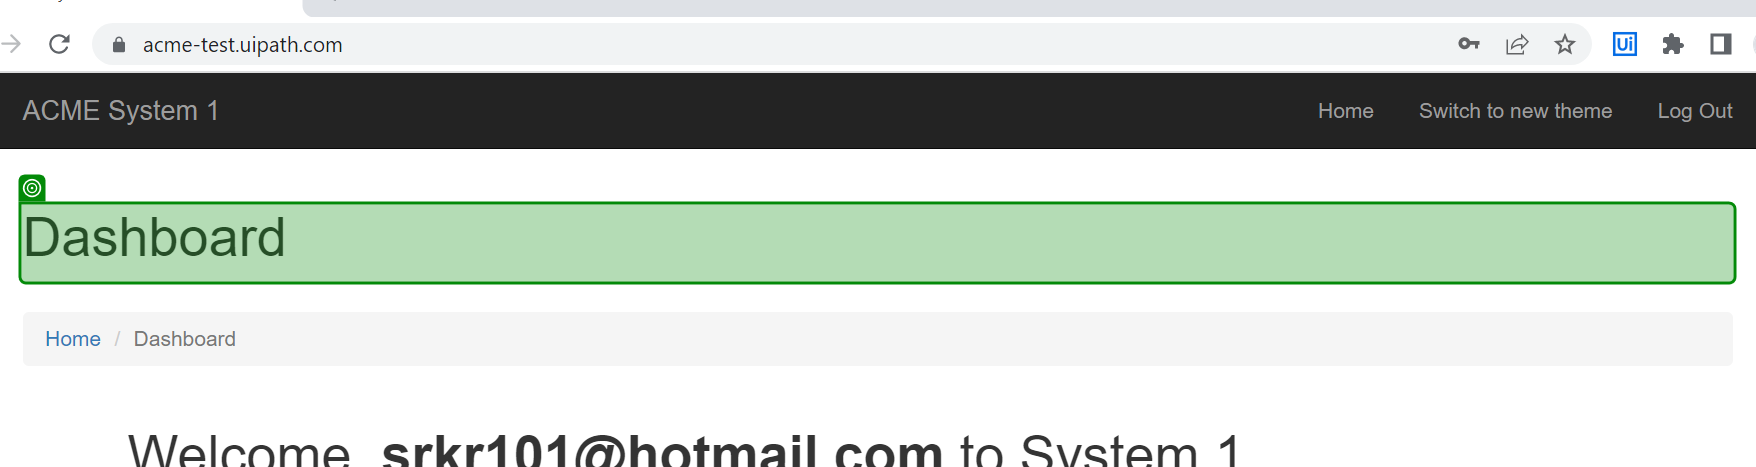 acme-test.uipath.com
Ui
ACME System 1 Home Switch to new theme Log Out
Dashboard
Home / Dashboard
Welcome, srkr101@hotmail.com to System 1